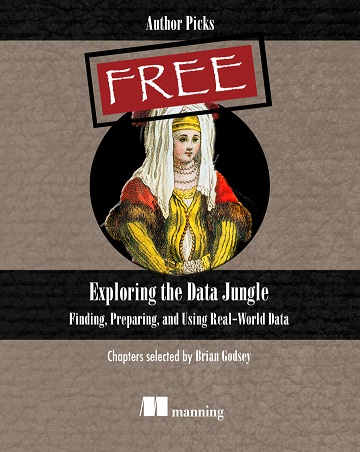 Author Picks
FREE
Exploring the Data Jungle
Finding, Preparing, and Using Real-World Data
Chapters selected by Brian Godsey
manning